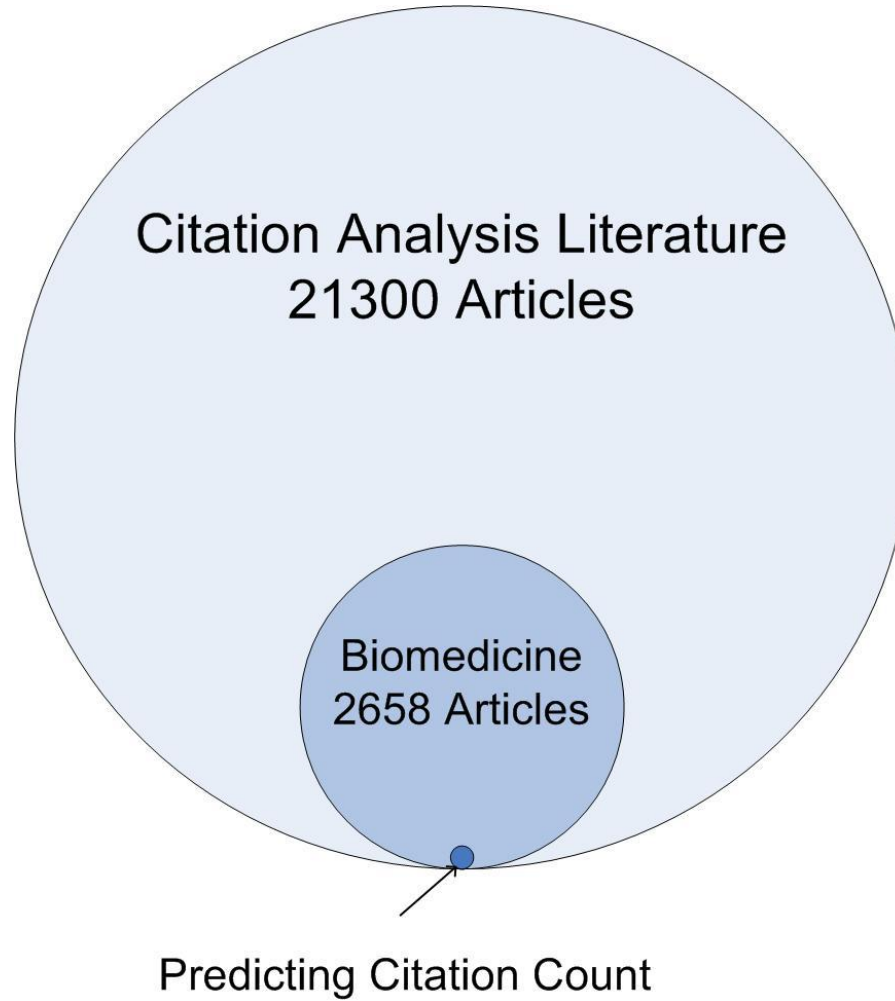 Citation Analysis Literature
21300 Articles
Biomedicine
2658 Articles
Predicting Citation Count